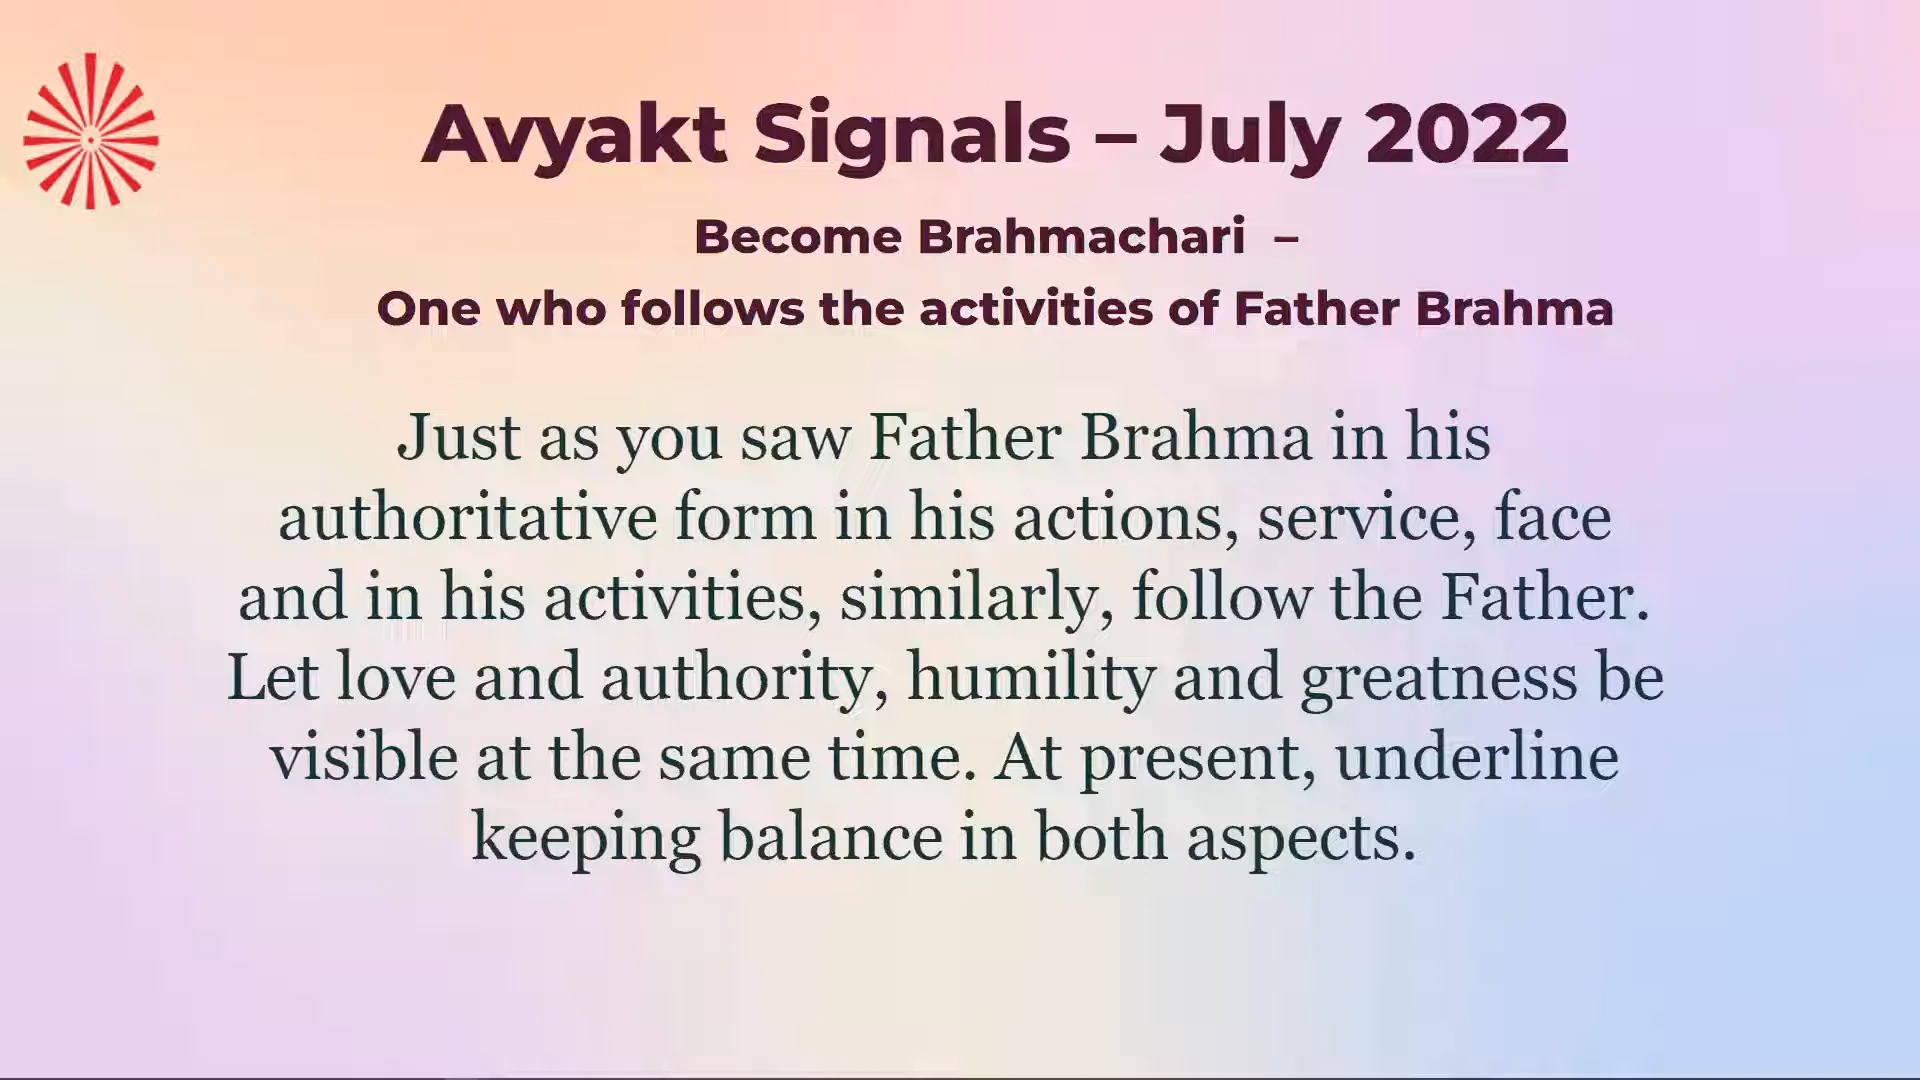 Avyakt Signals – July 2022
Become Brahmachari –
One who follows the activities of Father Brahma
Just as you saw Father Brahma in his
authoritative form in his actions, service, face
and in his activities, similarly, follow the Father.
Let love and authority, humility and greatness be
visible at the same time. At present, underline
keeping balance in both aspects.